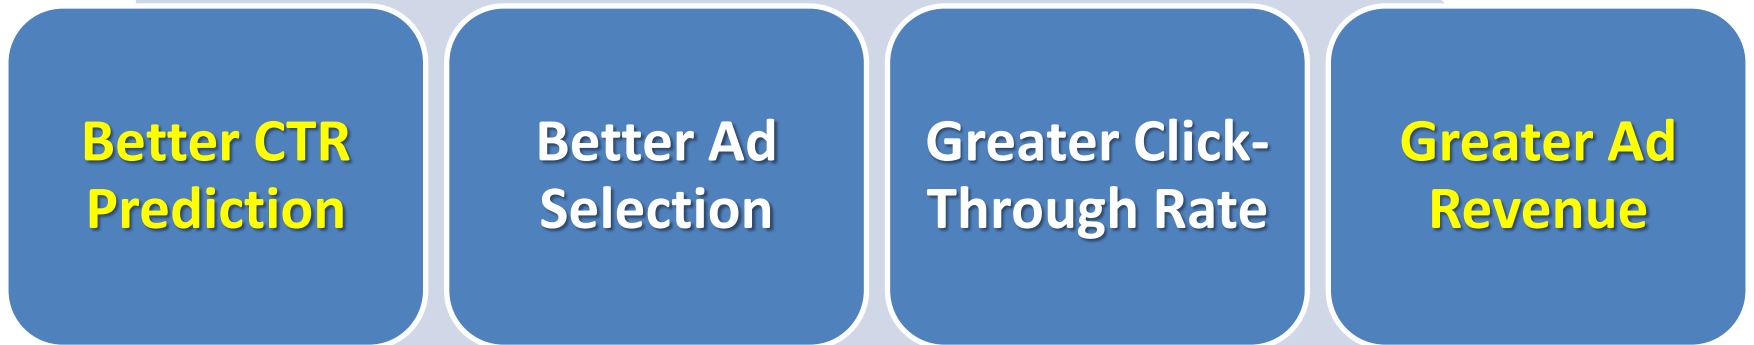 Better CTR
Prediction
Better Ad
Selection
Greater Click-
Through Rate
Greater Ad
Revenue